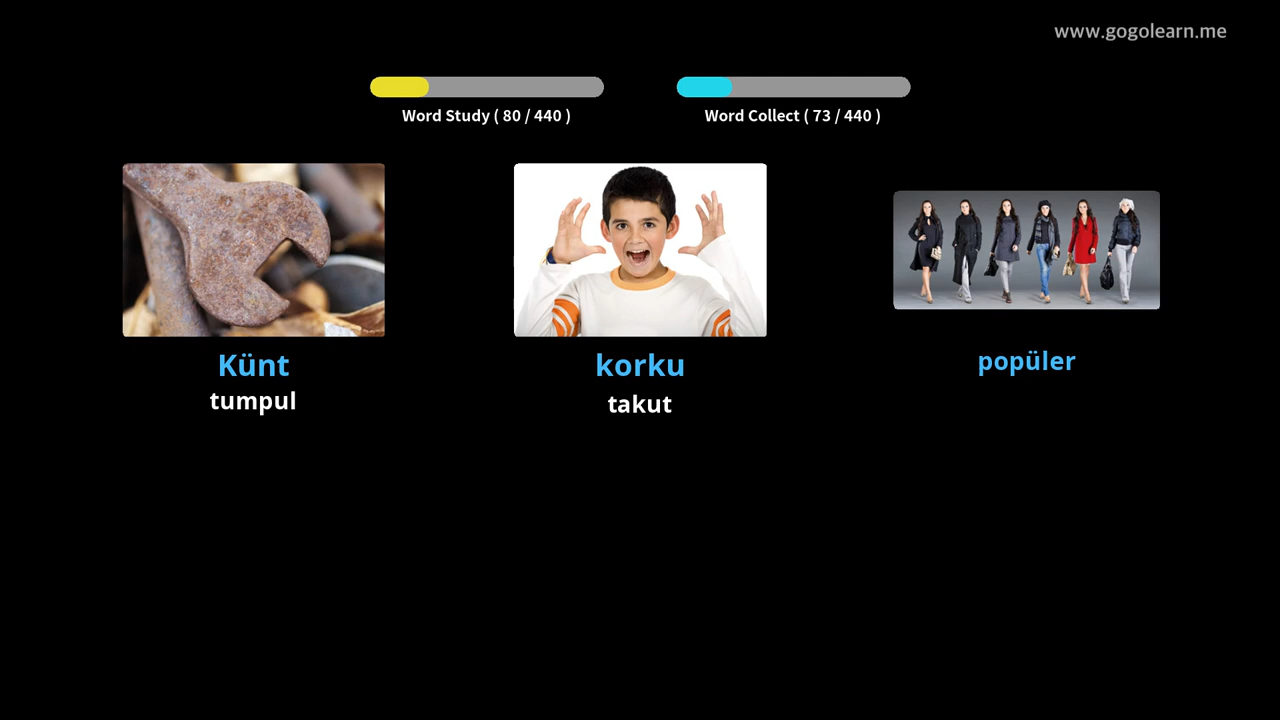 www.gogolearn.me
Word Study ( 80 / 440 )
Word Collect ( 73 / 440 )
Künt
tumpul
korku
takut
popüler